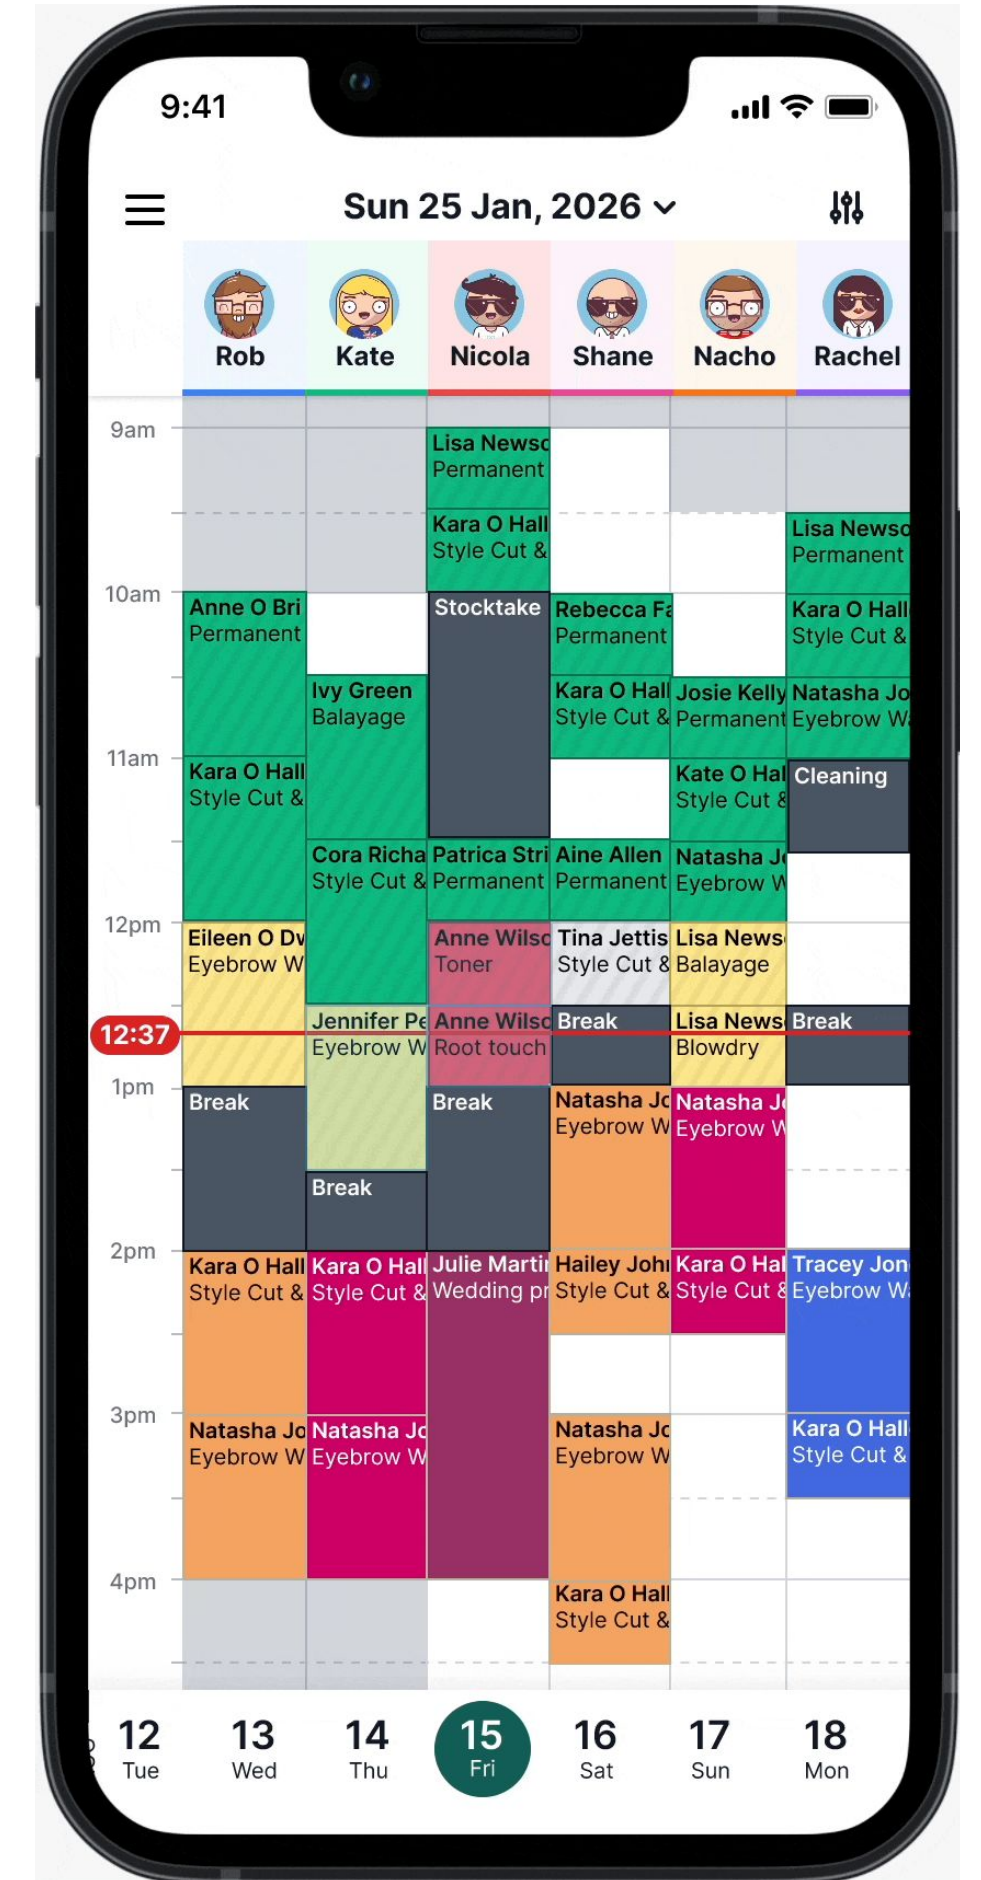 9:41
Sun 25 Jan, 2026
Rob
Kate
Nicola
Shane
Nacho
Rachel
9am
Lisa Newsc
Permanent
Kara O Hall
Style Cut &
Lisa Newso
Permanent
10am
Anne O Bri
Permanent
Stocktake
Rebecca Fa
Permanent
Kara O Hall
Style Cut &
Ivy Green
Balayage
Kara O Hall
Style Cut &
Josie Kelly
Permanent
Natasha Jo
Eyebrow Wa
11am
Kara O Hall
Style Cut &
Kate O Hal
Style Cut &
Cleaning
Cora Richa
Style Cut &
Patrica Stri
Permanent
Aine Allen
Permanent
Natasha Jo
Eyebrow W
12pm
Eileen O Dw
Eyebrow W
Anne Wilso
Toner
Tina Jettis
Style Cut &
Lisa News
Balayage
12:37
Jennifer Pe
Eyebrow W
Anne Wilso
Root touch
Break
Lisa News
Blowdry
Break
1pm
Break
Break
Natasha Jo
Eyebrow W
Natasha Jo
Eyebrow W
Break
2pm
Kara O Hall
Style Cut &
Kara O Hall
Style Cut &
Julie Martin
Wedding pr
Hailey John
Style Cut &
Kara O Hal
Style Cut &
Tracey Jon
Eyebrow Wa
3pm
Natasha Jo
Eyebrow W
Natasha Jo
Eyebrow W
Natasha Jo
Eyebrow W
Kara O Hall
Style Cut &
4pm
Kara O Hall
Style Cut &
12
Tue
13
Wed
14
Thu
15
Fri
16
Sat
17
Sun
18
Mon